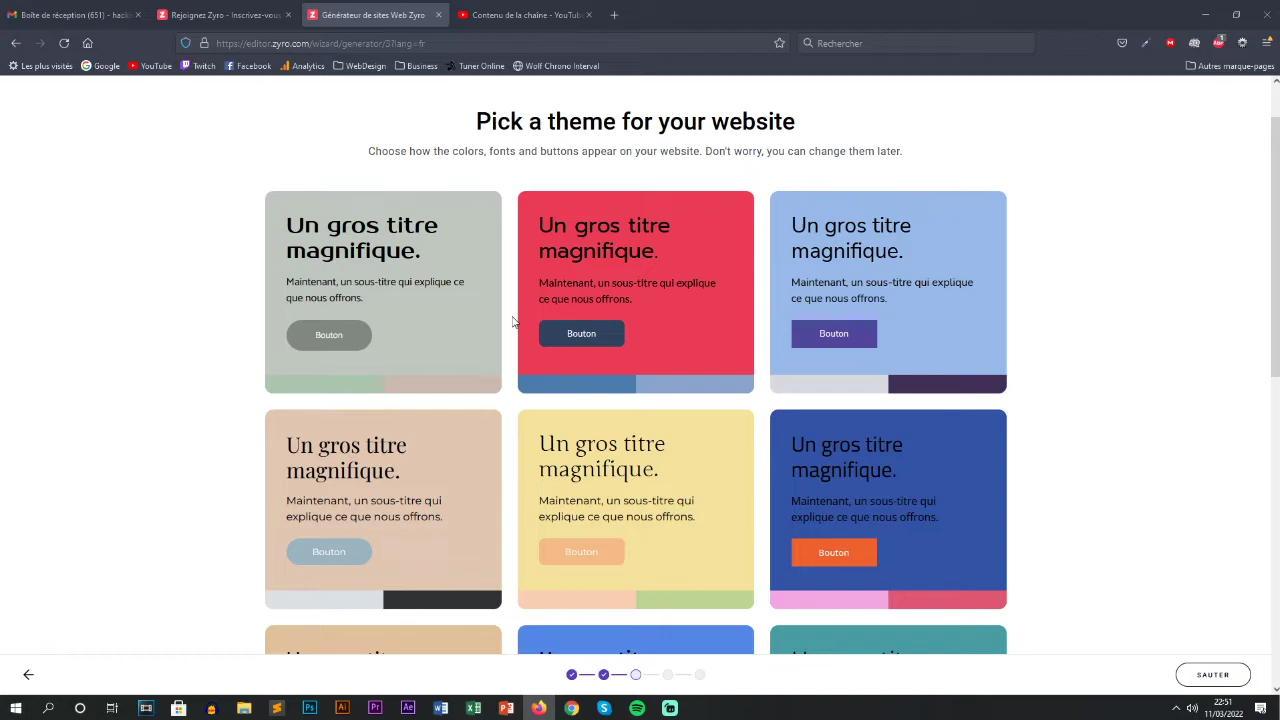 Boîte de réception (651) - hack
Rejoignez Zyro - Inscrivez-vous
Générateur de sites Web Zyro
Contenu de la chaîne - YouTube
https://editor.zyro.com/wizard/generator/3?lang=fr
Rechercher
Les plus visités
Google
YouTube
Twitch
Facebook
Analytics
WebDesign
Business
Tuner Online
Wolf Chrono Interval
Autres marque-pages
Pick a theme for your website
Choose how the colors, fonts and buttons appear on your website. Don't worry, you can change them later.
Un gros titre
magnifique.
Maintenant, un sous-titre qui explique
ce que nous offrons.
Bouton
Un gros titre
magnifique.
Maintenant, un sous-titre qui explique
ce que nous offrons.
Bouton
Un gros titre
magnifique.
Maintenant, un sous-titre qui explique
ce que nous offrons.
Bouton
Un gros titre
magnifique.
Maintenant, un sous-titre qui
explique ce que nous offrons.
Bouton
Un gros titre
magnifique.
Maintenant, un sous-titre qui
explique ce que nous offrons.
Bouton
Un gros titre
magnifique.
Maintenant, un sous-titre qui
explique ce que nous offrons.
Bouton
SAUTER
22:51
11/03/2022